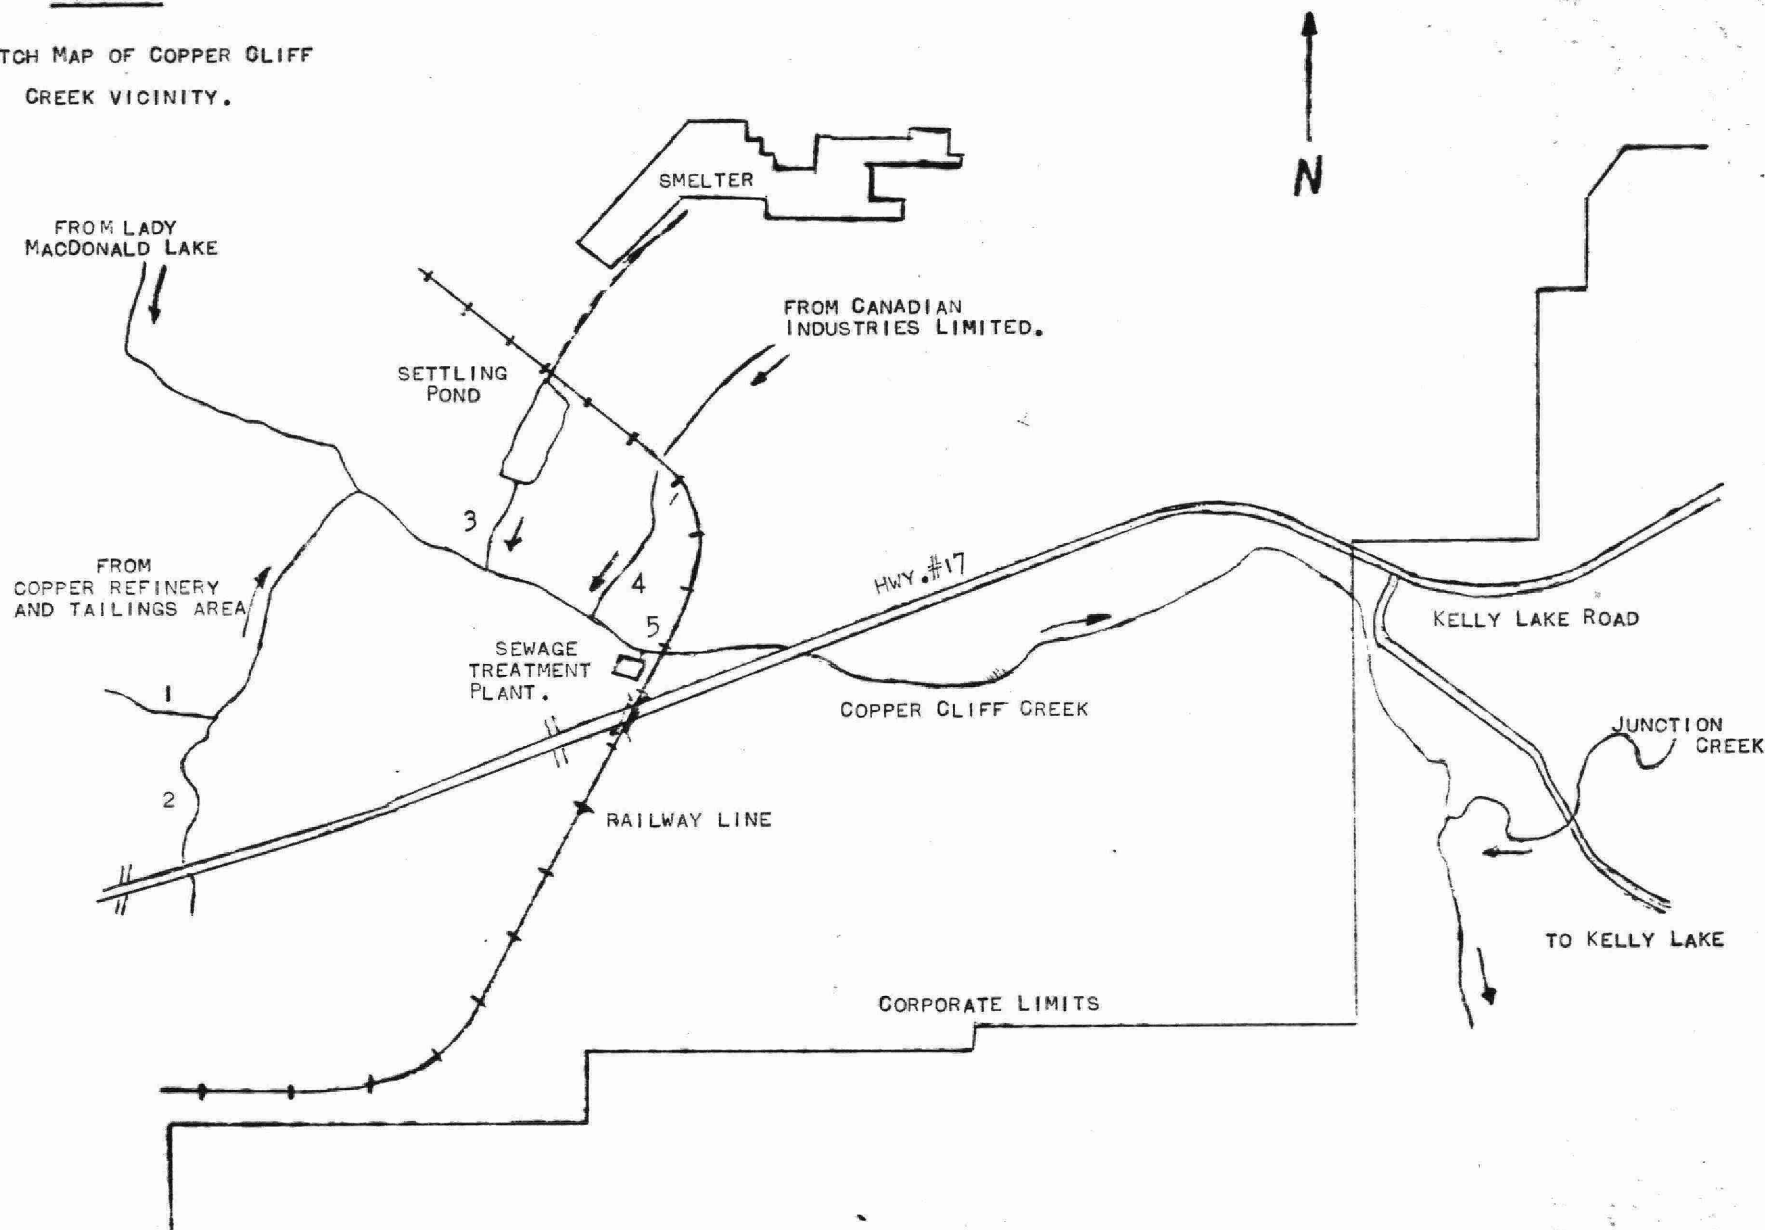 MAP OF COPPER CLIFF
CREEK VICINITY.
N
SMELTER
FROM LADY
MACDONALD LAKE
FROM CANADIAN
INDUSTRIES LIMITED.
SETTLING
POND
3
FROM
COPPER REFINERY
AND TAILINGS AREA
4
HWY. #17
KELLY LAKE ROAD
5
SEWAGE
TREATMENT
PLANT.
1
COPPER CLIFF CREEK
JUNCTION
CREEK
2
RAILWAY LINE
TO KELLY LAKE
CORPORATE LIMITS